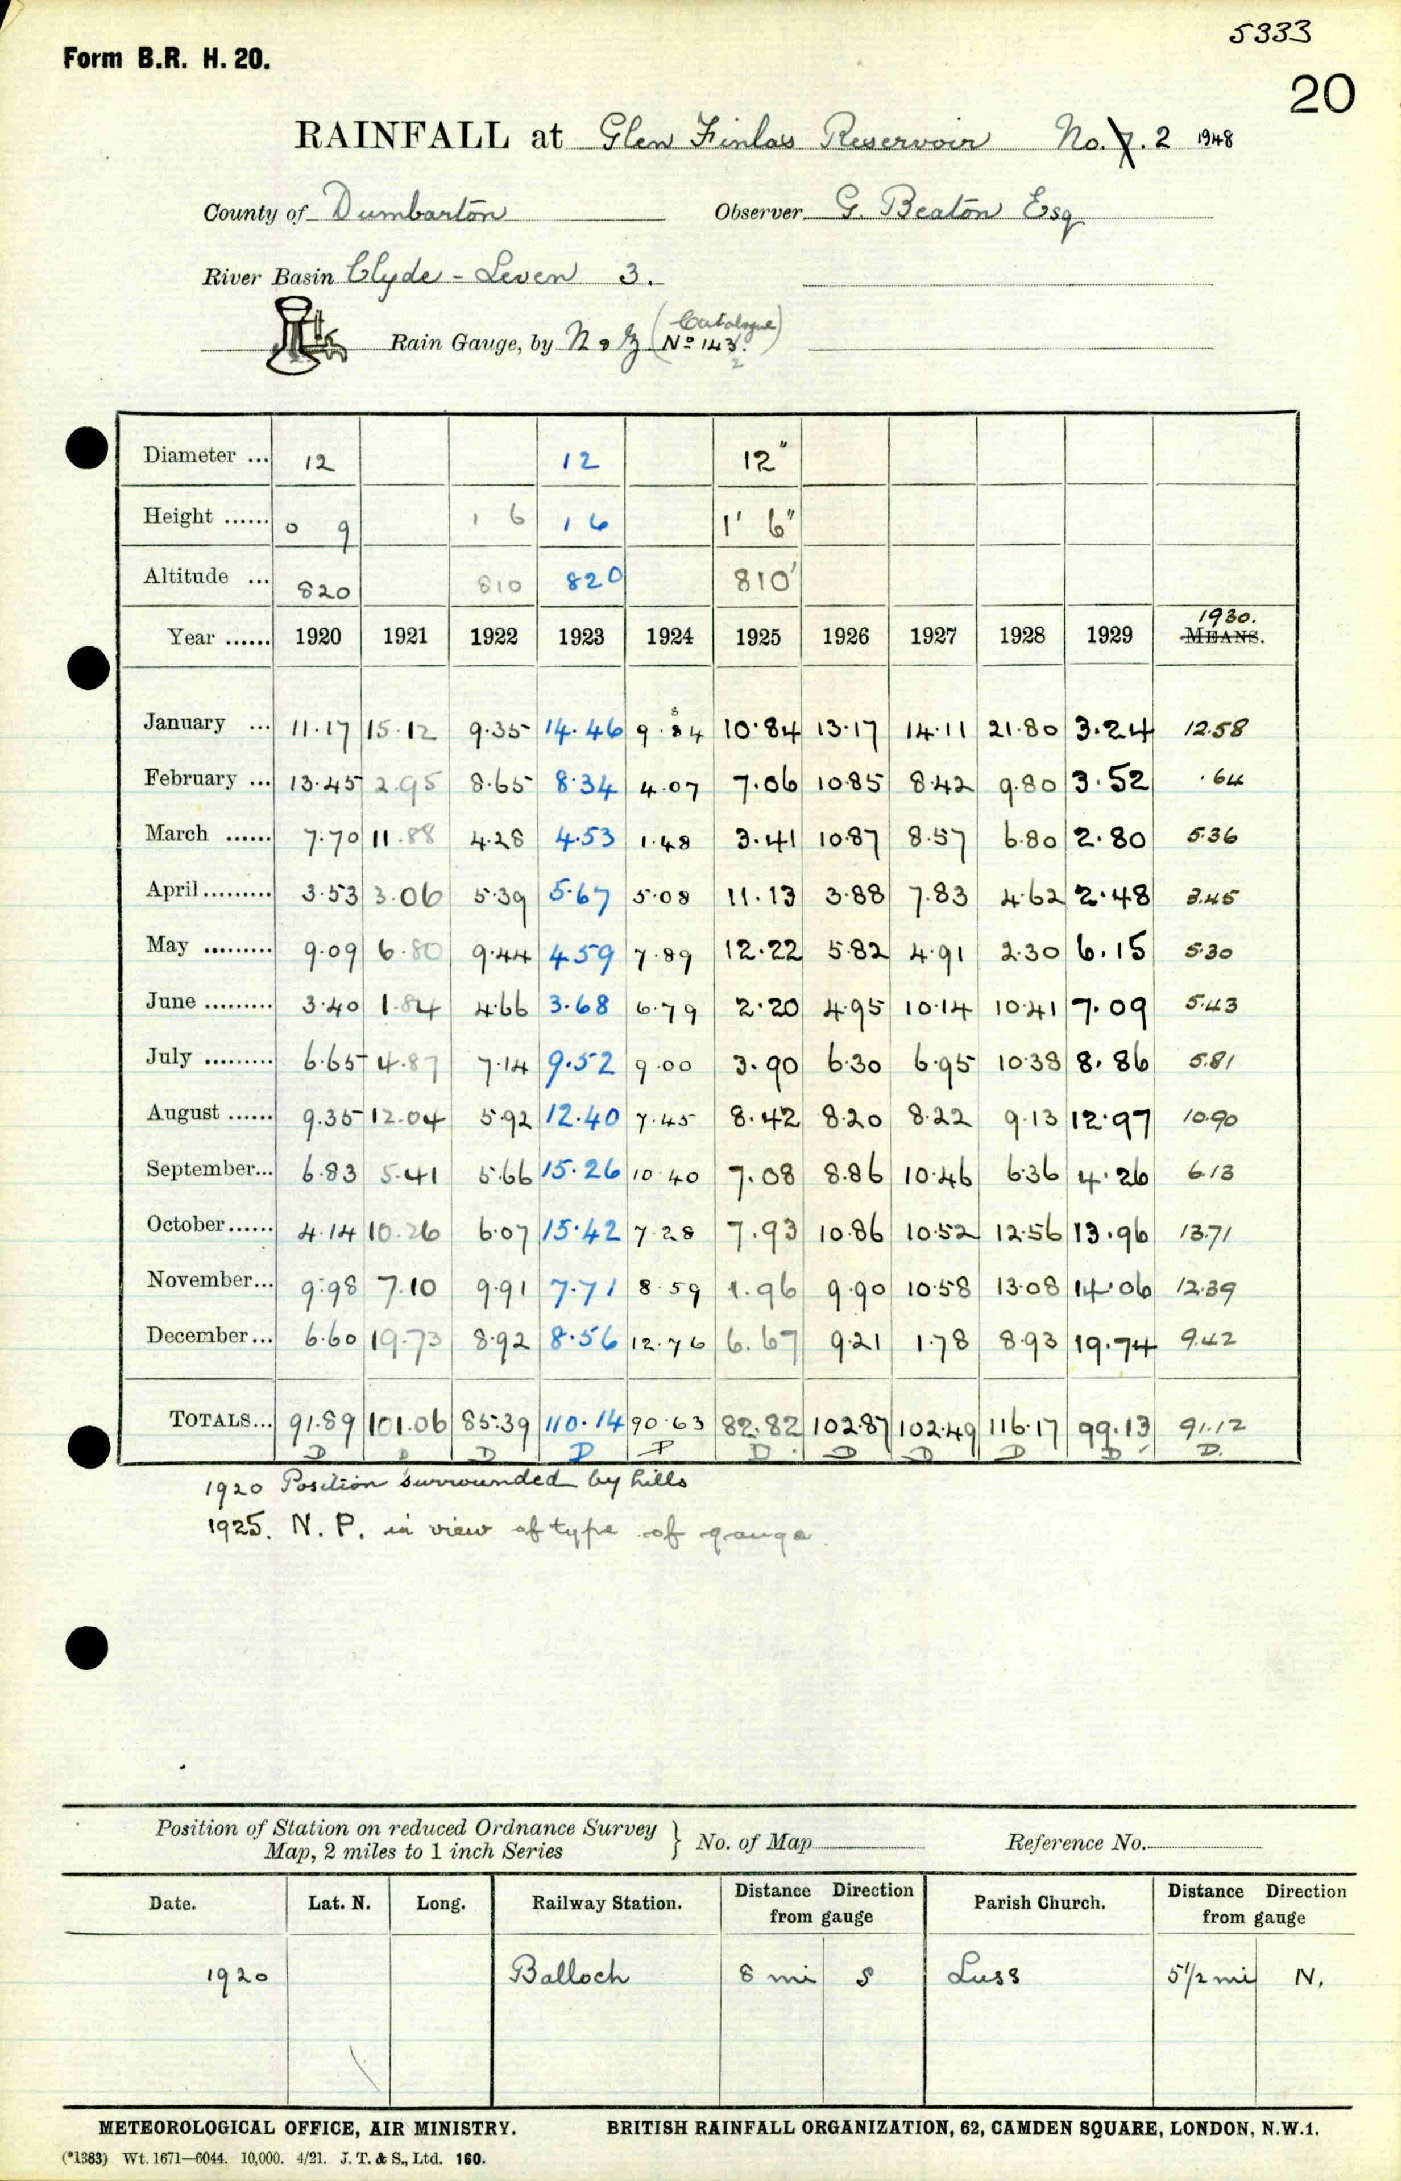 5333
Form B.R. H. 20.
20
RAINFALL at Glen Finlas Reservoir No. 7. 2 1948
County of Dumbarton Observer G. Beaton Esq
River Basin Clyde - Leven 3.
Rain Gauge, by N & Z (Catalogue No 143.) 2
Diameter ... 12 12 12"
Height ...... 0 9 1 6 1 6 1' 6"
Altitude ... 820 810 820 810'
1930.
Year ...... 1920 1921 1922 1923 1924 1925 1926 1927 1928 1929 MEANS.
January ... 11.17 15.12 9.35 14.46 9.84 10.84 13.17 14.11 21.80 3.24 12.58
February ... 13.45 2.95 8.65 8.34 4.07 7.06 10.85 8.42 9.80 3.52 .64
March ...... 7.70 11.88 4.28 4.53 1.48 3.41 10.87 8.57 6.80 2.80 5.36
April ......... 3.53 3.06 5.39 5.67 5.08 11.13 3.88 7.83 4.62 2.48 3.45
May ......... 9.09 6.80 9.44 4.59 7.89 12.22 5.82 4.91 2.30 6.15 5.30
June ......... 3.40 1.84 4.66 3.68 6.79 2.20 4.95 10.14 10.41 7.09 5.43
July ......... 6.65 4.87 7.14 9.52 9.00 3.90 6.30 6.95 10.38 8.86 5.81
August ...... 9.35 12.04 5.92 12.40 7.45 8.42 8.20 8.22 9.13 12.97 10.90
September... 6.83 5.41 5.66 15.26 10.40 7.08 8.86 10.46 6.36 4.26 6.13
October...... 4.14 10.26 6.07 15.42 7.28 7.93 10.86 10.52 12.56 13.96 13.71
November... 9.98 7.10 9.91 7.71 8.59 1.96 9.90 10.58 13.08 14.06 12.39
December... 6.60 19.73 8.92 8.56 12.76 6.67 9.21 1.78 8.93 19.74 9.42
TOTALS... 91.89 101.06 85.39 110.14 90.63 82.82 102.87 102.49 116.17 99.13 91.12
D D D D P D D D D D D.
1920 Position surrounded by hills
1925. N. P. in view of type of gauge.
Position of Station on reduced Ordnance Survey
Map, 2 miles to 1 inch Series } No. of Map Reference No.
Date. Lat. N. Long. Railway Station. Distance Direction from gauge Parish Church. Distance Direction from gauge
1920 Balloch 8 mi S Luss 5 1/2 mi N.
METEOROLOGICAL OFFICE, AIR MINISTRY. BRITISH RAINFALL ORGANIZATION, 62, CAMDEN SQUARE, LONDON, N.W.1.
(*1383) Wt. 1671—6044. 10,000. 4/21. J. T. & S., Ltd. 160.